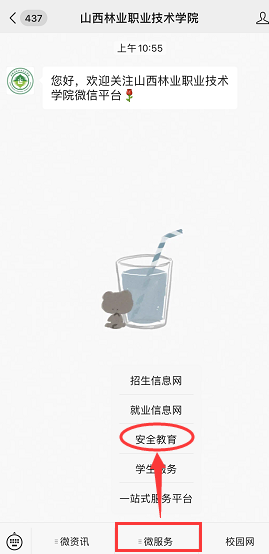 437
山西林业职业技术学院
上午10:55
您好，欢迎关注山西林业职业技术
学院微信平台🌹
招生信息网
就业信息网
安全教育
学生服务
一站式服务平台
微资讯
微服务
校园网